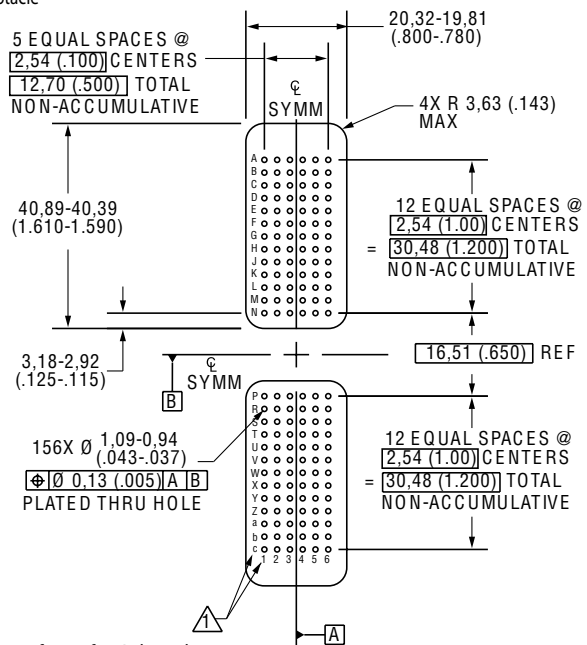 20,32-19,81
(.800-.780)
5 EQUAL SPACES @
2,54 (.100) CENTERS
12,70 (.500) TOTAL
NON-ACCUMULATIVE
℄
SYMM
4X R 3,63 (.143)
MAX
A
B
C
D
E
F
G
H
J
K
L
M
N
40,89-40,39
(1.610-1.590)
12 EQUAL SPACES @
2,54 (1.00) CENTERS
= 30,48 (1.200) TOTAL
NON-ACCUMULATIVE
3,18-2,92
(.125-.115)
℄
SYMM
B
16,51 (.650) REF
P
R
S
T
U
V
W
X
Y
Z
a
b
c
1 2 3 4 5 6
156X Ø 1,09-0,94
(.043-.037)
⌖ Ø 0,13 (.005) A B
PLATED THRU HOLE
12 EQUAL SPACES @
2,54 (1.00) CENTERS
= 30,48 (1.200) TOTAL
NON-ACCUMULATIVE
1
A